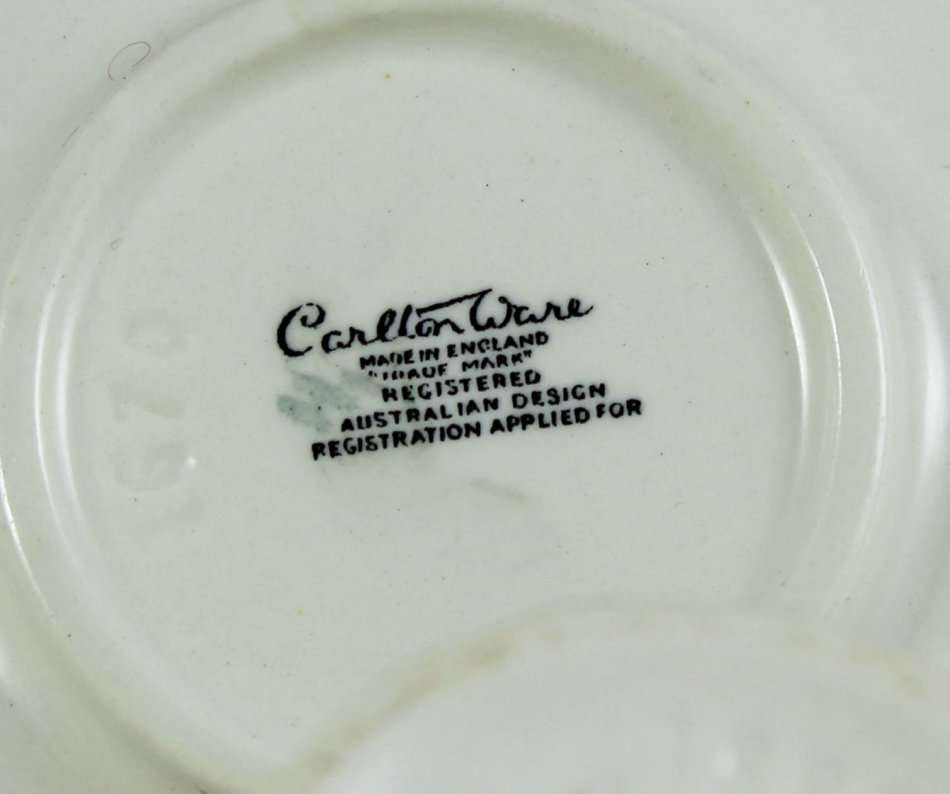 Carlton Ware
MADE IN ENGLAND
"TRADE MARK"
REGISTERED
AUSTRALIAN DESIGN
REGISTRATION APPLIED FOR